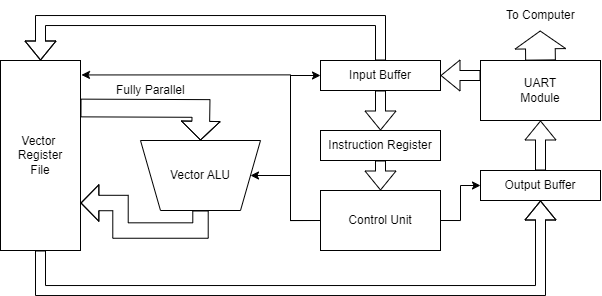 To Computer
Input Buffer
UART
Module
Fully Parallel
Vector
Register
File
Instruction Register
Vector ALU
Output Buffer
Control Unit